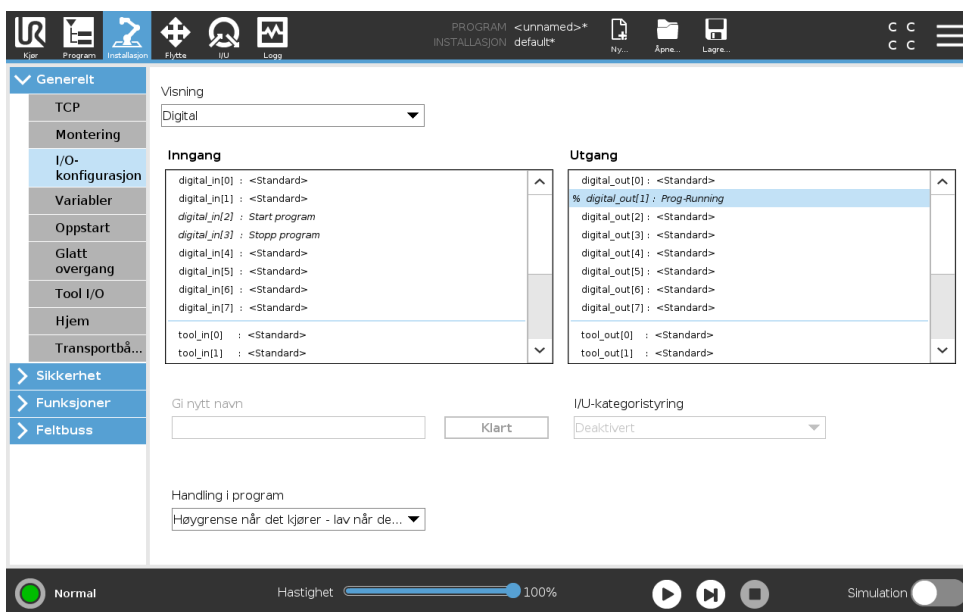 PROGRAM <unnamed>*
INSTALLASJON default*
UR
Kjør
Program
Installasjon
Flytte
I/U
Logg
Ny...
Åpne...
Lagre...
C C
C C
Generelt
TCP
Montering
I/O-
konfigurasjon
Variabler
Oppstart
Glatt
overgang
Tool I/O
Hjem
Transportbå...
Sikkerhet
Funksjoner
Feltbuss
Visning
Digital
Inngang
digital_in[0] : <Standard>
digital_in[1] : <Standard>
digital_in[2] : Start program
digital_in[3] : Stopp program
digital_in[4] : <Standard>
digital_in[5] : <Standard>
digital_in[6] : <Standard>
digital_in[7] : <Standard>
tool_in[0] : <Standard>
tool_in[1] : <Standard>
Utgang
digital_out[0] : <Standard>
% digital_out[1] : Prog-Running
digital_out[2] : <Standard>
digital_out[3] : <Standard>
digital_out[4] : <Standard>
digital_out[5] : <Standard>
digital_out[6] : <Standard>
digital_out[7] : <Standard>
tool_out[0] : <Standard>
tool_out[1] : <Standard>
Gi nytt navn
Klart
I/U-kategoristyring
Deaktivert
Handling i program
Høygrense når det kjører - lav når de...
Normal
Hastighet
100%
Simulation